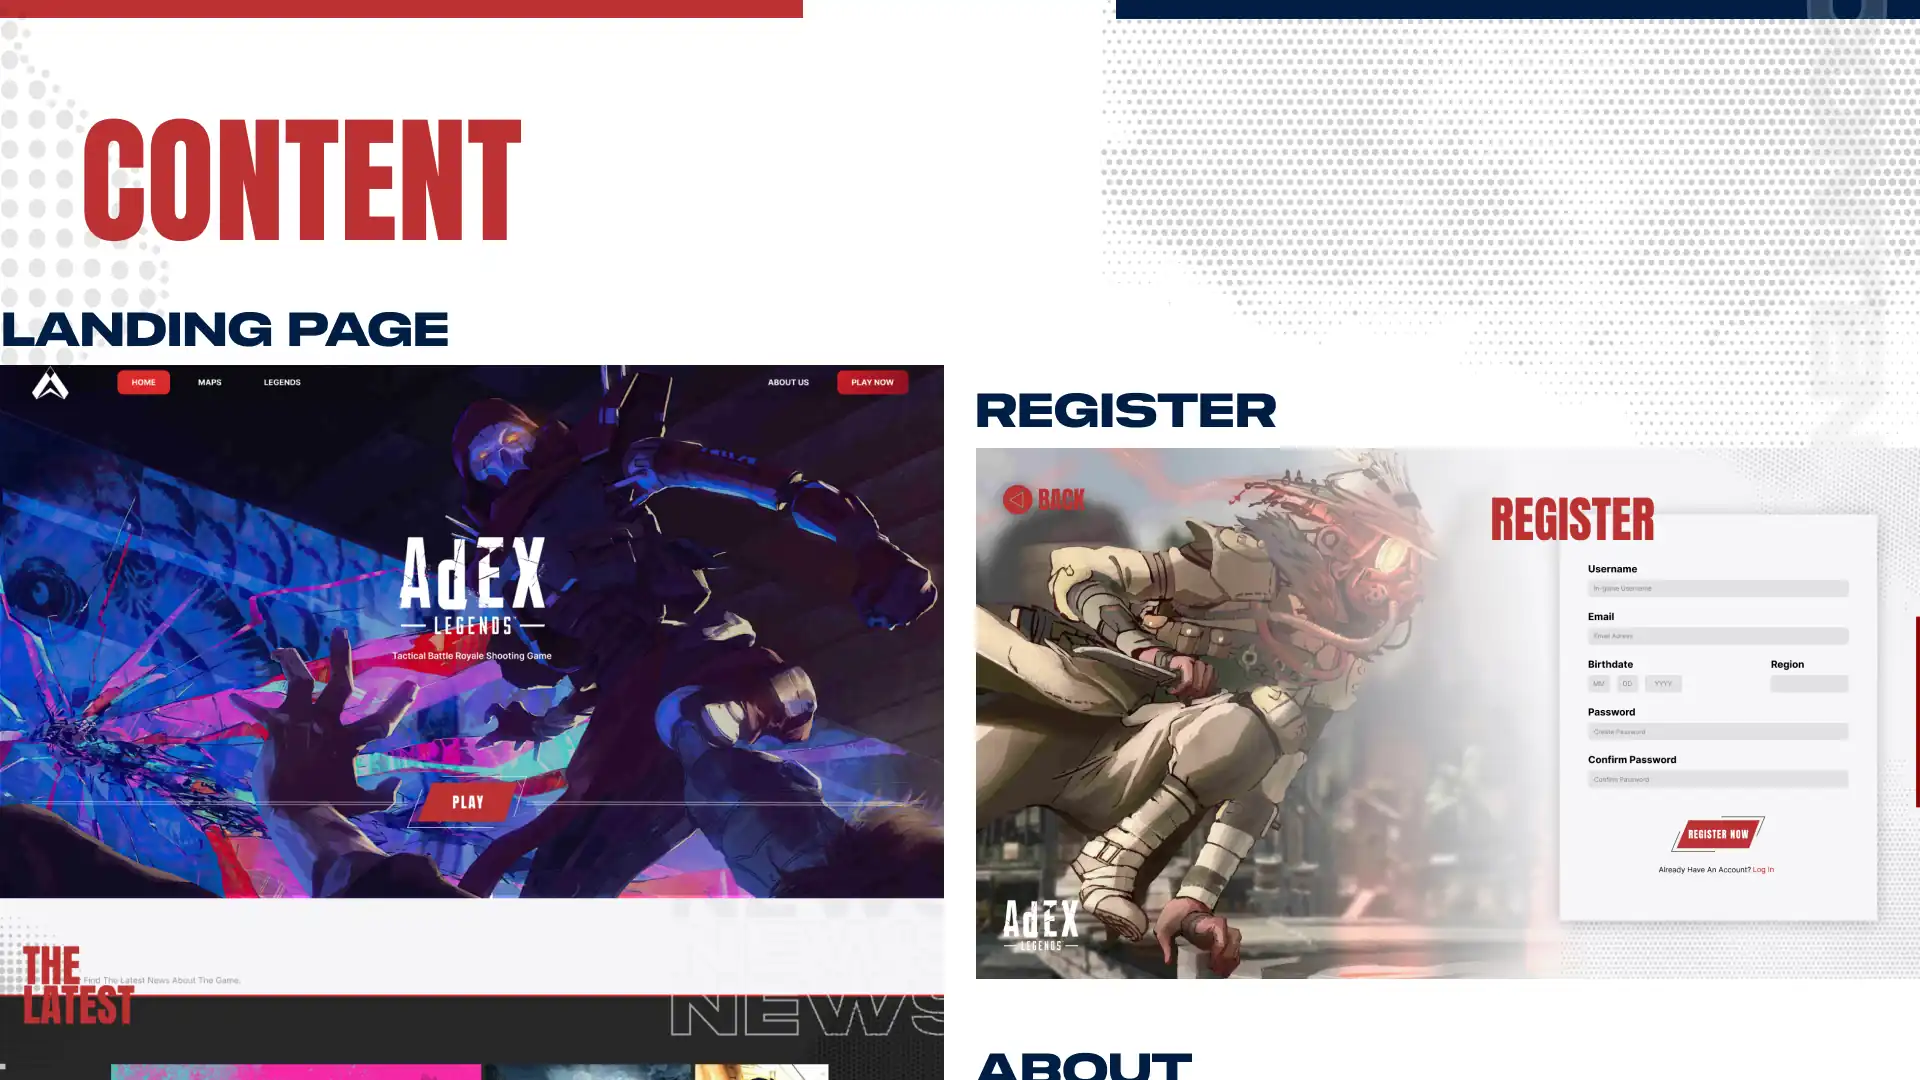 CONTENT
LANDING PAGE
HOME
MAPS
LEGENDS
ABOUT US
PLAY NOW
AdEX
LEGENDS
Tactical Battle Royale Shooting Game
PLAY
THE
LATEST
Find The Latest News About The Game.
NEWS
REGISTER
BACK
REGISTER
Username
In-game Username
Email
Email Adress
Birthdate
Region
MM
DD
YYYY
Password
Create Password
Confirm Password
Confirm Password
REGISTER NOW
Already Have An Account? Log In
AdEX
LEGENDS
ABOUT